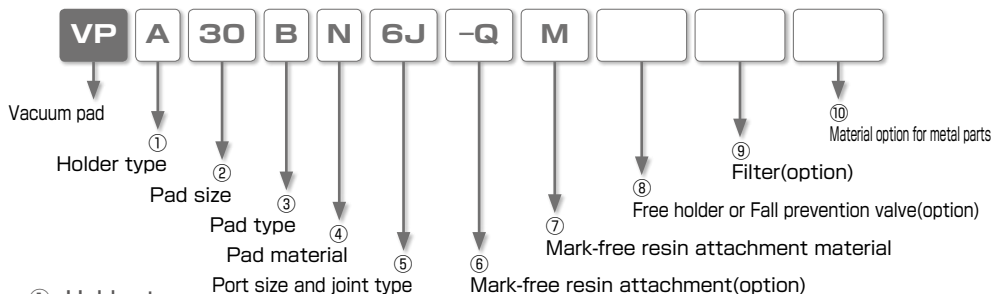 VP A 30 B N 6J -Q M
Vacuum pad
①
Holder type
②
Pad size
③
Pad type
④
Pad material
⑤
Port size and joint type
⑥
Mark-free resin attachment(option)
⑦
Mark-free resin attachment material
⑧
Free holder or Fall prevention valve(option)
⑨
Filter(option)
⑩
Material option for metal parts